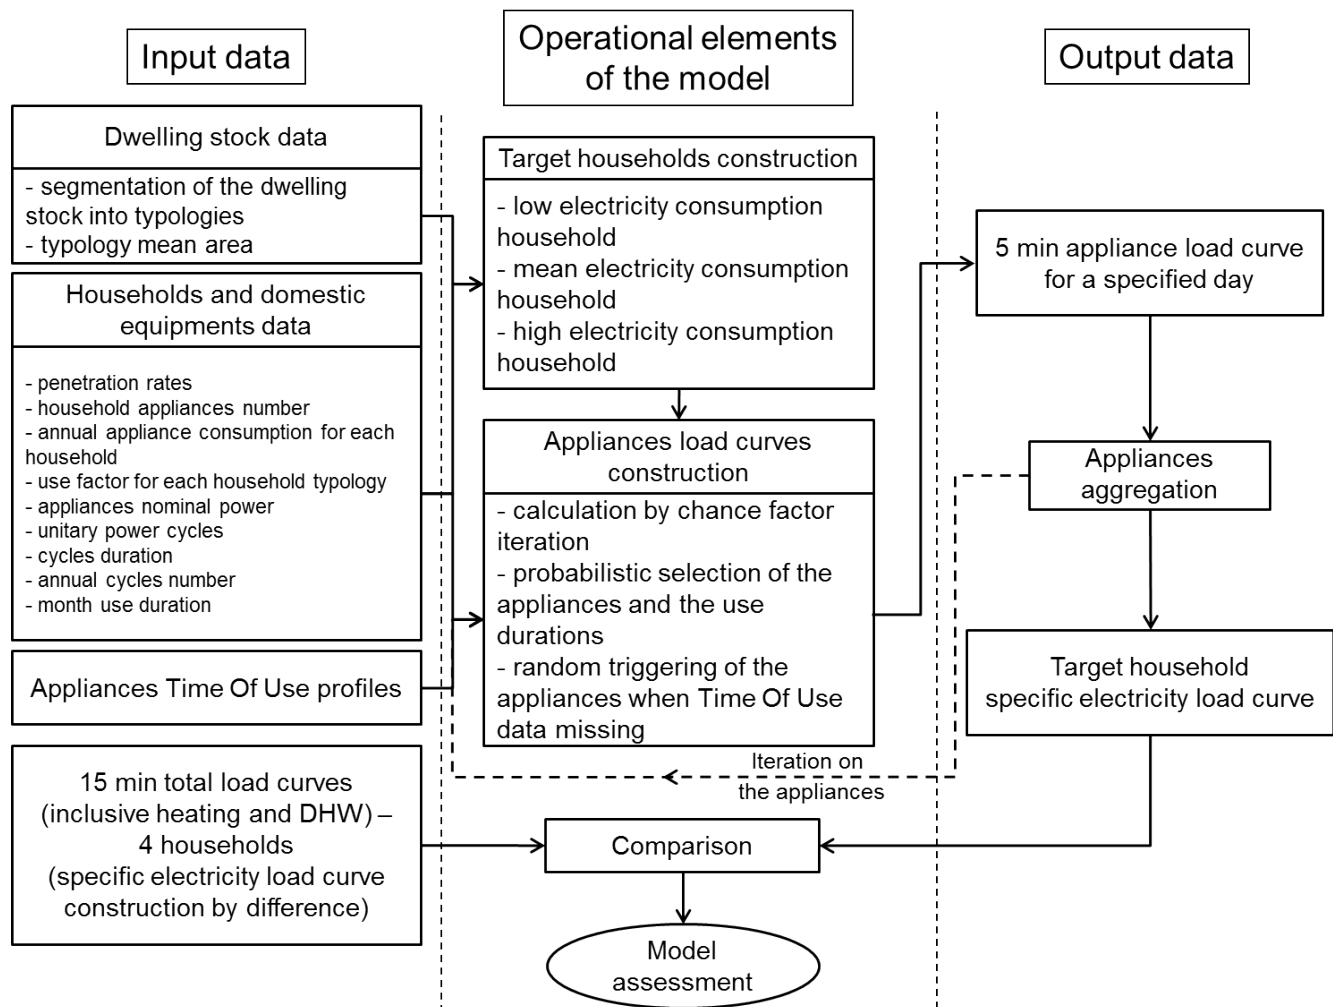 Input data
Operational elements
of the model
Output data
Dwelling stock data
- segmentation of the dwelling
stock into typologies
- typology mean area
Households and domestic
equipments data
- penetration rates
- household appliances number
- annual appliance consumption for each
household
- use factor for each household typology
- appliances nominal power
- unitary power cycles
- cycles duration
- annual cycles number
- month use duration
Appliances Time Of Use profiles
15 min total load curves
(inclusive heating and DHW) –
4 households
(specific electricity load curve
construction by difference)
Target households construction
- low electricity consumption
household
- mean electricity consumption
household
- high electricity consumption
household
Appliances load curves
construction
- calculation by chance factor
iteration
- probabilistic selection of the
appliances and the use
durations
- random triggering of the
appliances when Time Of Use
data missing
Iteration on
the appliances
Comparison
Model
assessment
5 min appliance load curve
for a specified day
Appliances
aggregation
Target household
specific electricity load curve